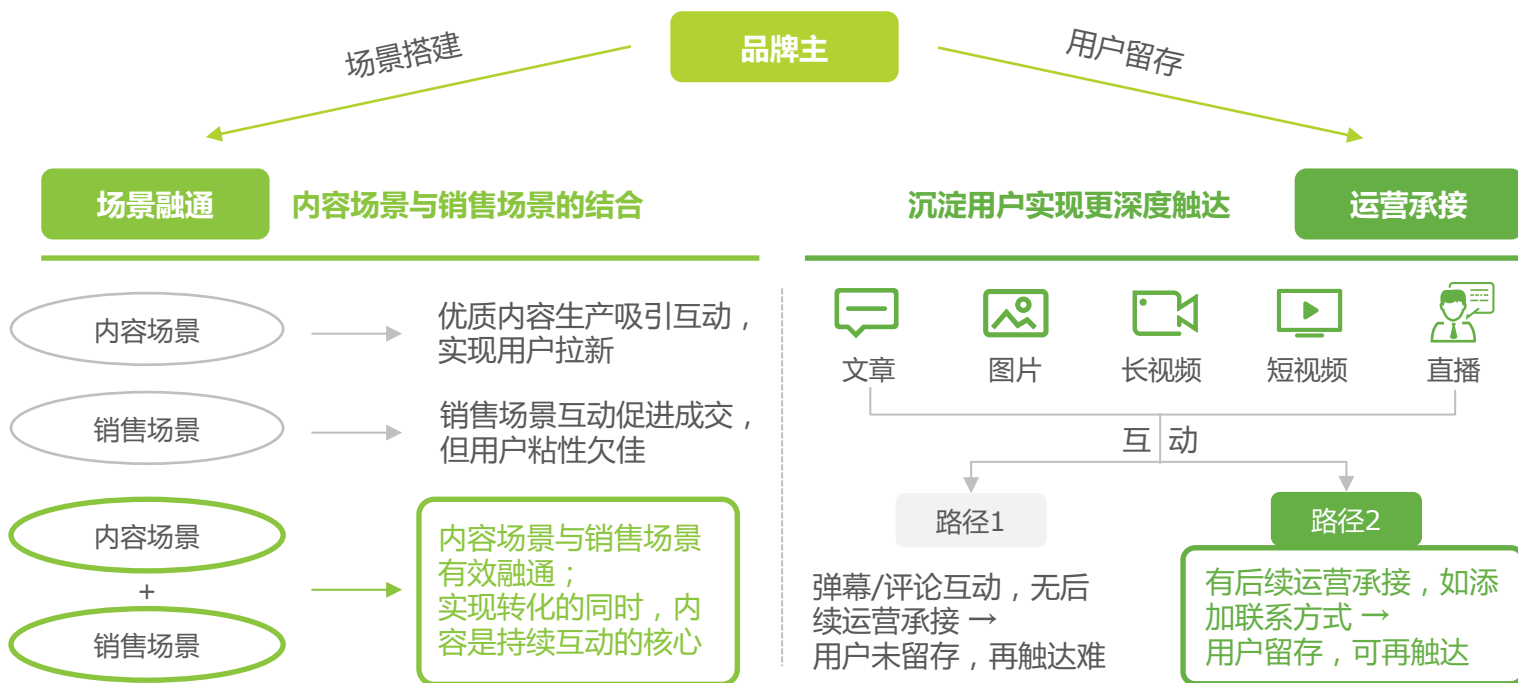 品牌主
场景搭建
用户留存
场景融通
内容场景与销售场景的结合
内容场景
优质内容生产吸引互动，
实现用户拉新
销售场景
销售场景互动促进成交，
但用户粘性欠佳
内容场景
+
销售场景
内容场景与销售场景
有效融通；
实现转化的同时，内
容是持续互动的核心
沉淀用户实现更深度触达
运营承接
文章
图片
长视频
短视频
直播
互动
路径1
弹幕/评论互动，无后
续运营承接 →
用户未留存，再触达难
路径2
有后续运营承接，如添
加联系方式 →
用户留存，可再触达